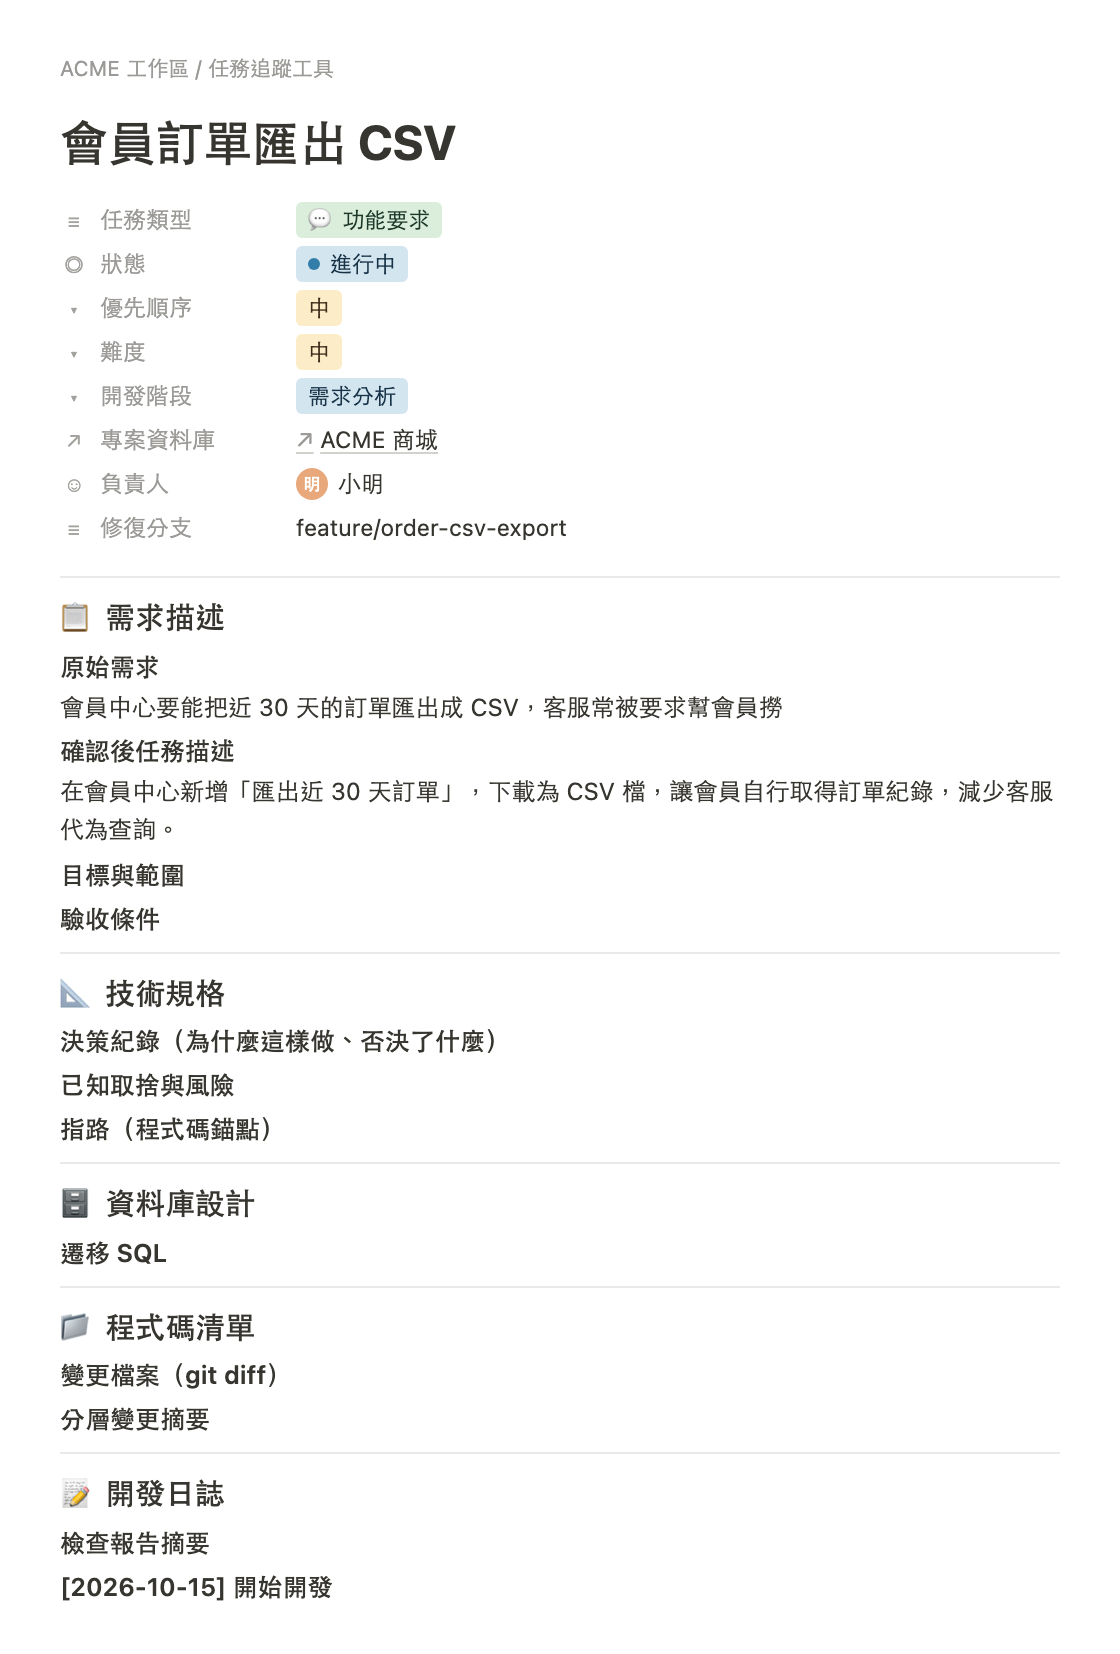 ACME 工作區 / 任務追蹤工具
會員訂單匯出 CSV
任務類型 💬 功能要求
狀態 進行中
優先順序 中
難度 中
開發階段 需求分析
專案資料庫 ↗ ACME 商城
負責人 明 小明
修復分支 feature/order-csv-export
📋 需求描述
原始需求
會員中心要能把近 30 天的訂單匯出成 CSV，客服常被要求幫會員撈
確認後任務描述
在會員中心新增「匯出近 30 天訂單」，下載為 CSV 檔，讓會員自行取得訂單紀錄，減少客服
代為查詢。
目標與範圍
驗收條件
📐 技術規格
決策紀錄（為什麼這樣做、否決了什麼）
已知取捨與風險
指路（程式碼錨點）
🗄️ 資料庫設計
遷移 SQL
📁 程式碼清單
變更檔案（git diff）
分層變更摘要
📝 開發日誌
檢查報告摘要
[2026-10-15] 開始開發